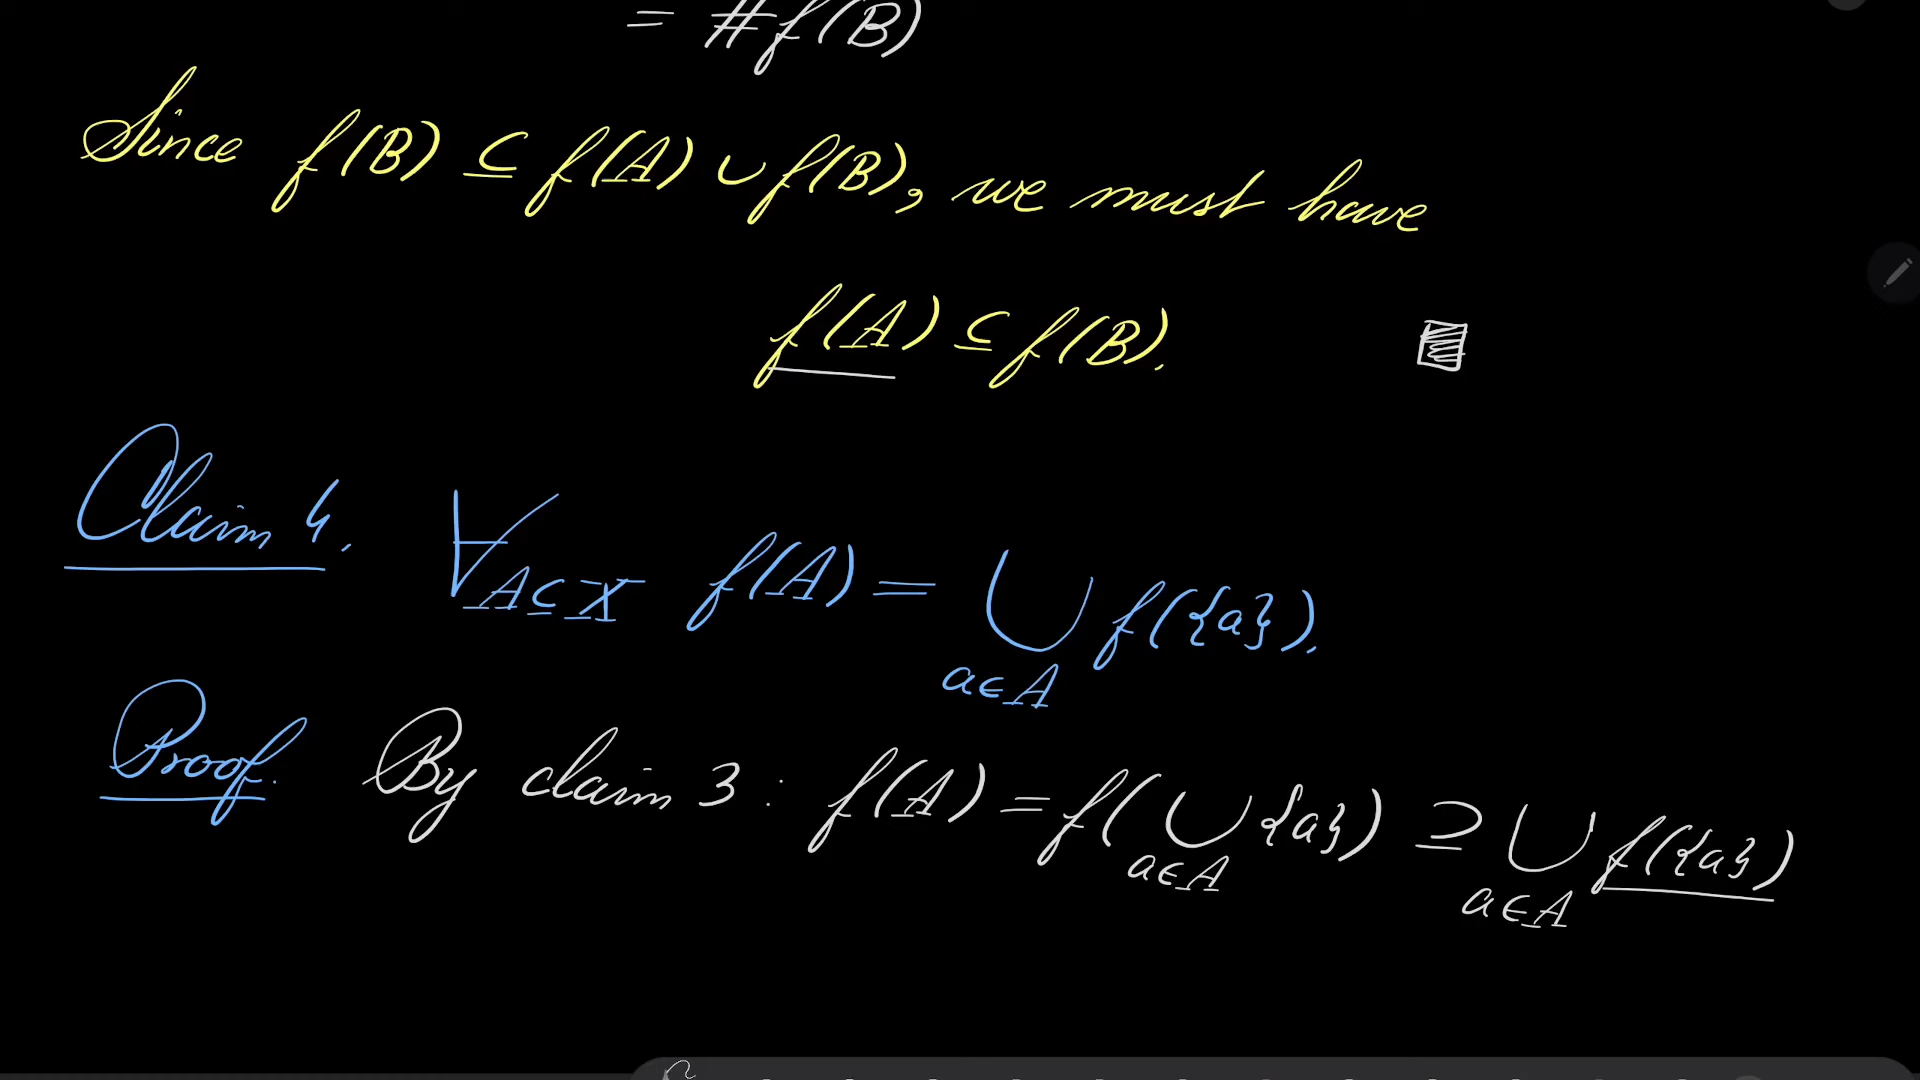 = #f(B)
Since f(B) ⊆ f(A) ∪ f(B), we must have
f(A) ⊆ f(B).
Claim 4. ∀_{A⊆X} f(A) = ⋃_{a∈A} f({a}).
Proof. By claim 3: f(A) = f(⋃_{a∈A} {a}) ⊇ ⋃_{a∈A} f({a})